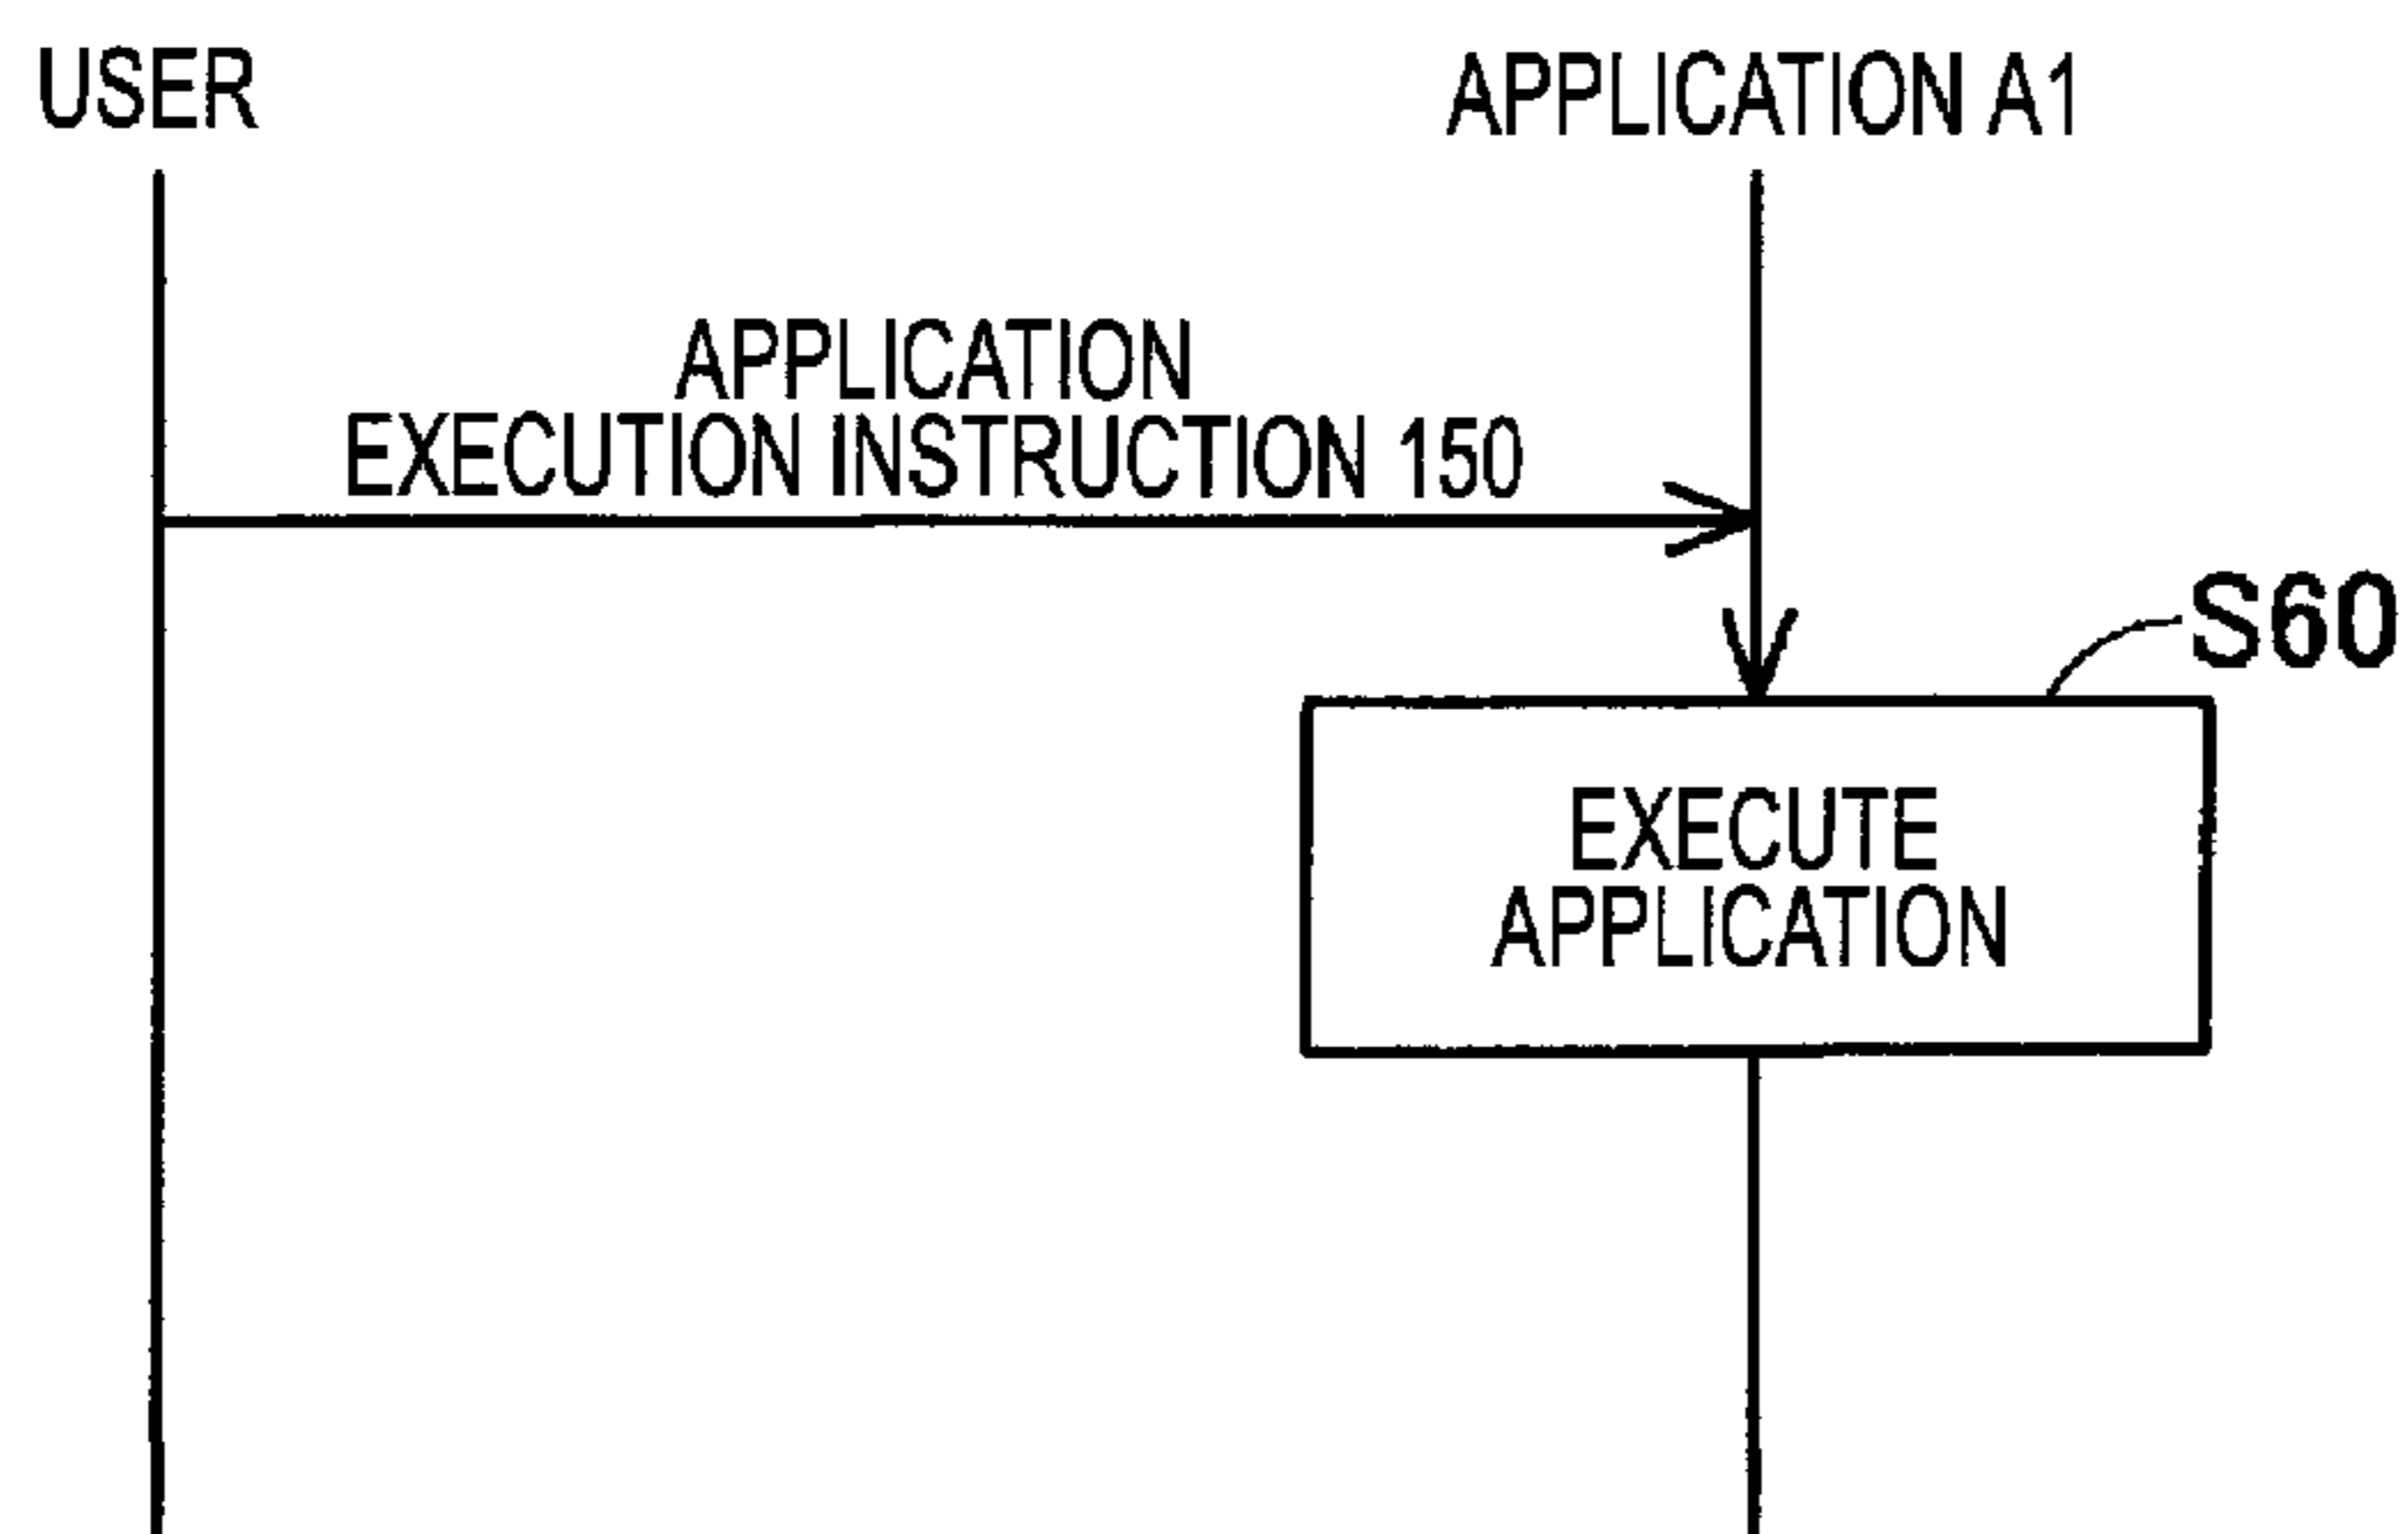 USER
APPLICATION A1
APPLICATION
EXECUTION INSTRUCTION 150
S60
EXECUTE
APPLICATION